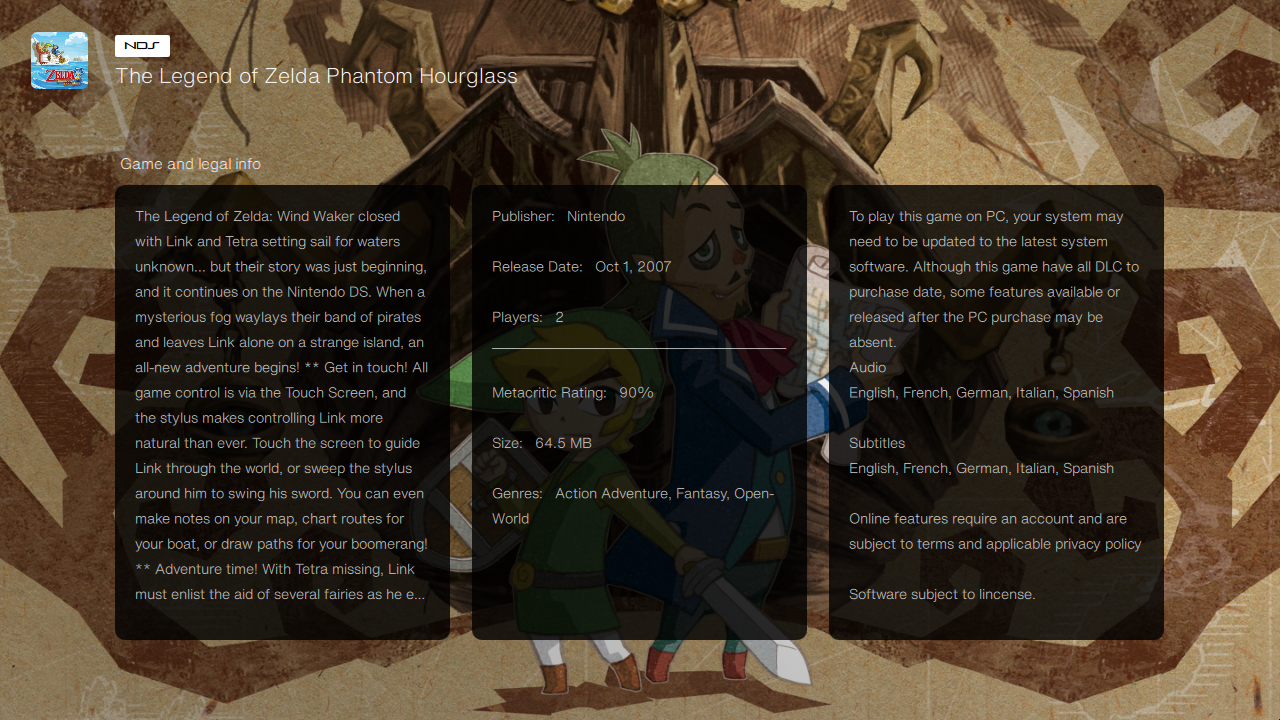 NDS
The Legend of Zelda Phantom Hourglass
Game and legal info
The Legend of Zelda: Wind Waker closed
with Link and Tetra setting sail for waters
unknown... but their story was just beginning,
and it continues on the Nintendo DS. When a
mysterious fog waylays their band of pirates
and leaves Link alone on a strange island, an
all-new adventure begins! ** Get in touch! All
game control is via the Touch Screen, and
the stylus makes controlling Link more
natural than ever. Touch the screen to guide
Link through the world, or sweep the stylus
around him to swing his sword. You can even
make notes on your map, chart routes for
your boat, or draw paths for your boomerang!
** Adventure time! With Tetra missing, Link
must enlist the aid of several fairies as he e...
Publisher: Nintendo
Release Date: Oct 1, 2007
Players: 2
Metacritic Rating: 90%
Size: 64.5 MB
Genres: Action Adventure, Fantasy, Open-
World
To play this game on PC, your system may
need to be updated to the latest system
software. Although this game have all DLC to
purchase date, some features available or
released after the PC purchase may be
absent.
Audio
English, French, German, Italian, Spanish
Subtitles
English, French, German, Italian, Spanish
Online features require an account and are
subject to terms and applicable privacy policy
Software subject to lincense.
ZELDA